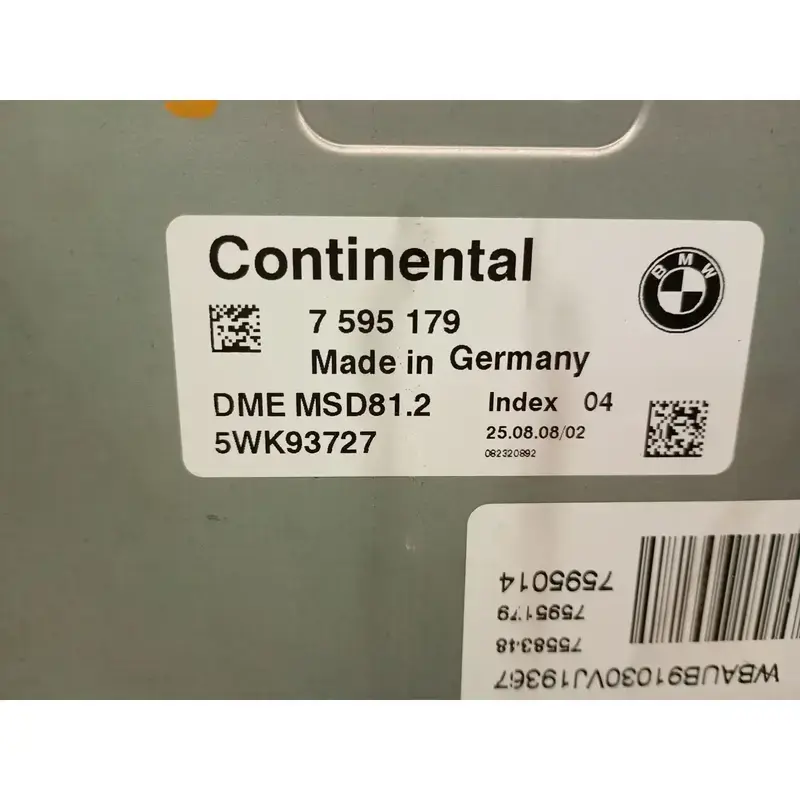 Continental
BMW
7 595 179
Made in Germany
DME MSD81.2 Index 04
5WK93727 25.08.08/02
082320892
7595014
7595179
7558348
WBAUB91030VJ19367